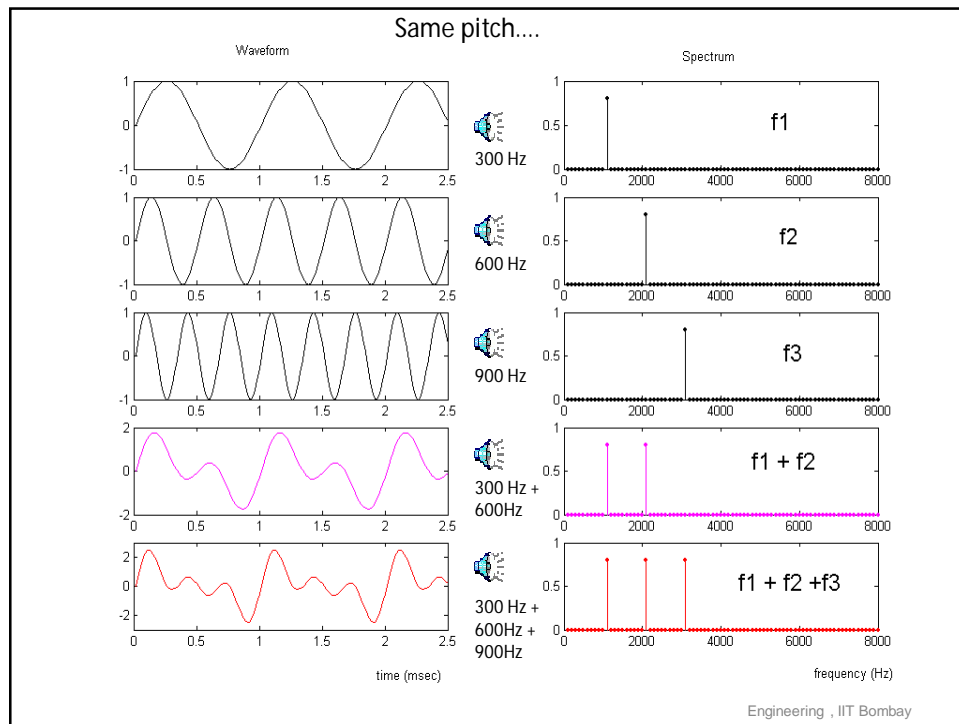 Same pitch....
Waveform
Spectrum
1
0
-1
0 0.5 1 1.5 2 2.5
300 Hz
1
0.5
0
0 2000 4000 6000 8000
f1
1
0
-1
0 0.5 1 1.5 2 2.5
600 Hz
1
0.5
0
0 2000 4000 6000 8000
f2
1
0
-1
0 0.5 1 1.5 2 2.5
900 Hz
1
0.5
0
0 2000 4000 6000 8000
f3
2
0
-2
0 0.5 1 1.5 2 2.5
300 Hz +
600Hz
1
0.5
0
0 2000 4000 6000 8000
f1 + f2
2
0
-2
0 0.5 1 1.5 2 2.5
300 Hz +
600Hz +
900Hz
1
0.5
0
0 2000 4000 6000 8000
f1 + f2 +f3
time (msec)
frequency (Hz)
Engineering , IIT Bombay